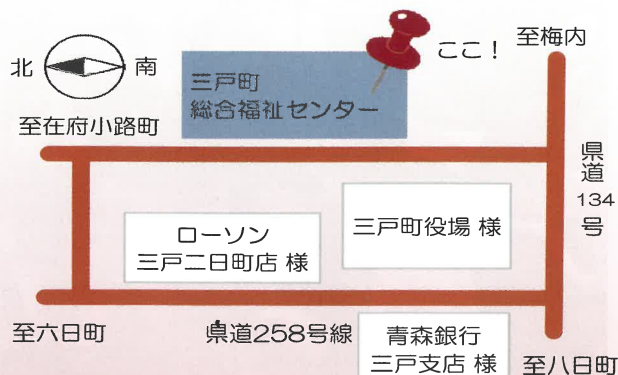 北
南
ここ！
至梅内
三戸町
総合福祉センター
至在府小路町
県道
134
号
ローソン
三戸二日町店 様
三戸町役場 様
至六日町
県道258号線
青森銀行
三戸支店 様
至八日町